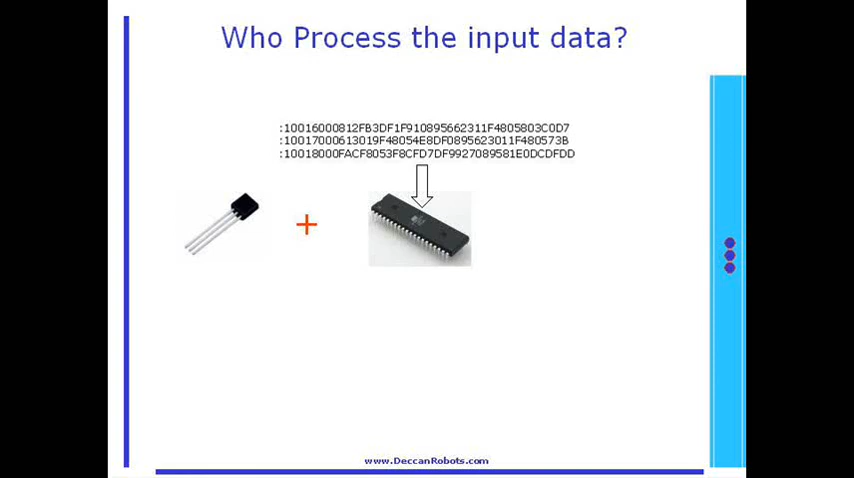 Who Process the input data?
:10016000812FB3DF1F910895662311F4805803C0D7
:10017000613019F48054E8DF0895623011F480573B
:10018000FACF8053F8CFD7DF9927089581E0DCDFDD
+
www.DeccanRobots.com